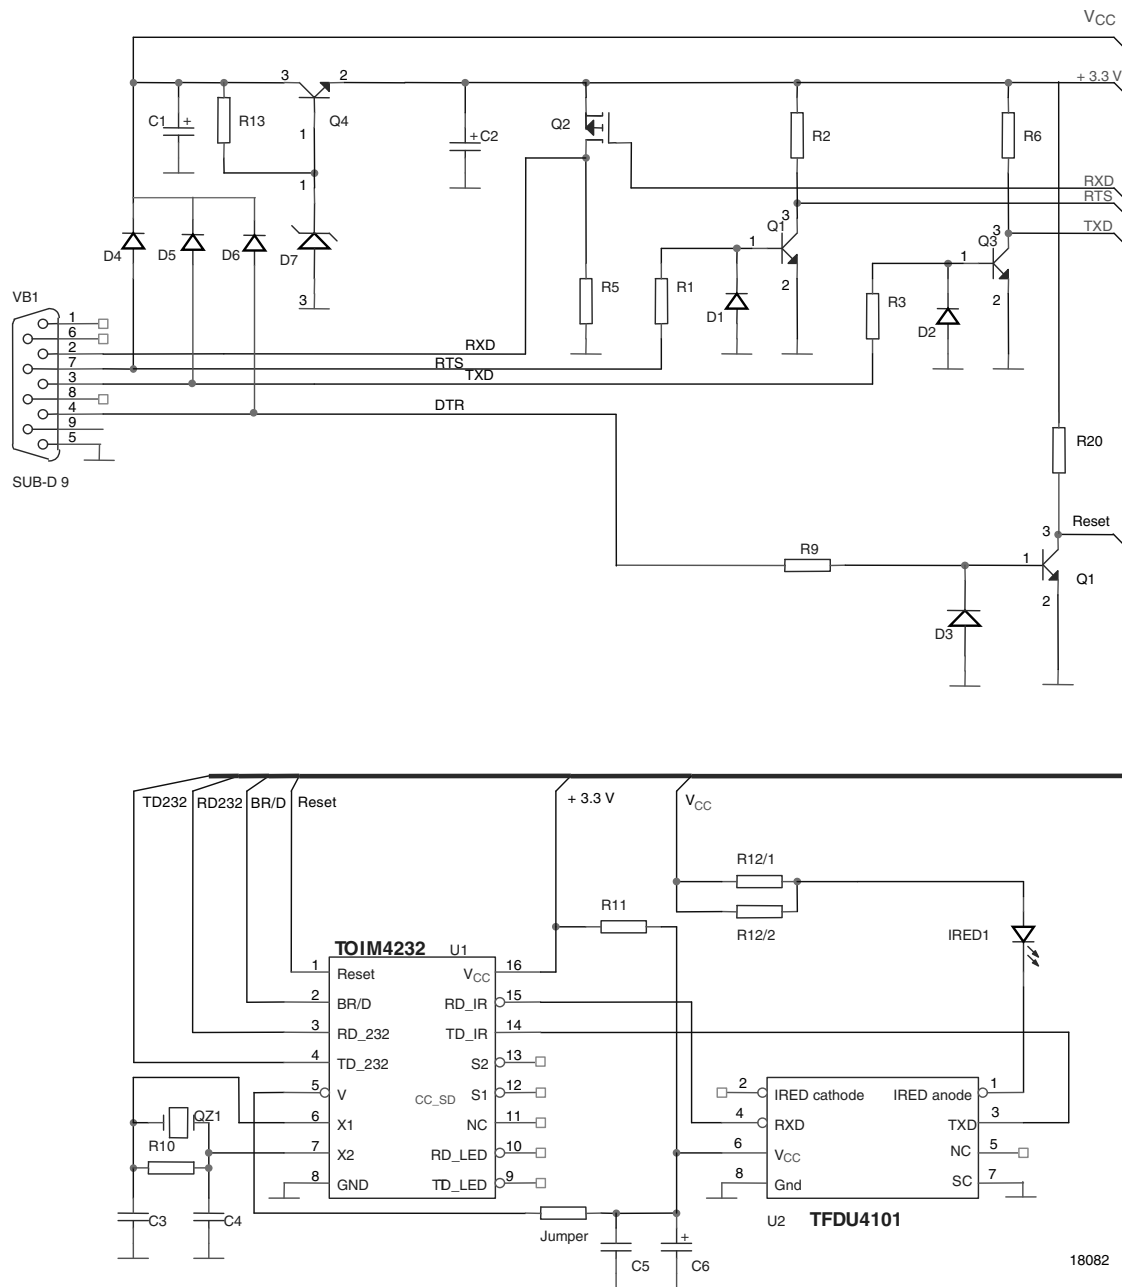 VCC
3 2 + 3.3 V
C1 + R13 1 Q4 + C2 Q2 R2 R6
1 RXD
3 RTS
Q1 3 TXD
D4 D5 D6 D7 1 Q3 1
VB1 3 R5 R1 D1 2 R3 D2 2
1
6
2 RXD
7 RTS
3 TXD
8
4 DTR
9
5 R20
SUB-D 9
3 Reset
R9 1 Q1
2
D3
TD232 RD232 BR/D Reset + 3.3 V VCC
R12/1
R11 R12/2 IRED1
TOIM4232 U1
1 Reset VCC 16
2 BR/D RD_IR 15
3 RD_232 TD_IR 14
4 TD_232 S2 13
5 V CC_SD S1 12
6 X1 NC 11
7 X2 RD_LED 10
8 GND TD_LED 9
QZ1
R10
C3 C4
Jumper
C5 + C6
2 IRED cathode IRED anode 1
4 RXD TXD 3
6 VCC NC 5
8 Gnd SC 7
U2 TFDU4101
18082